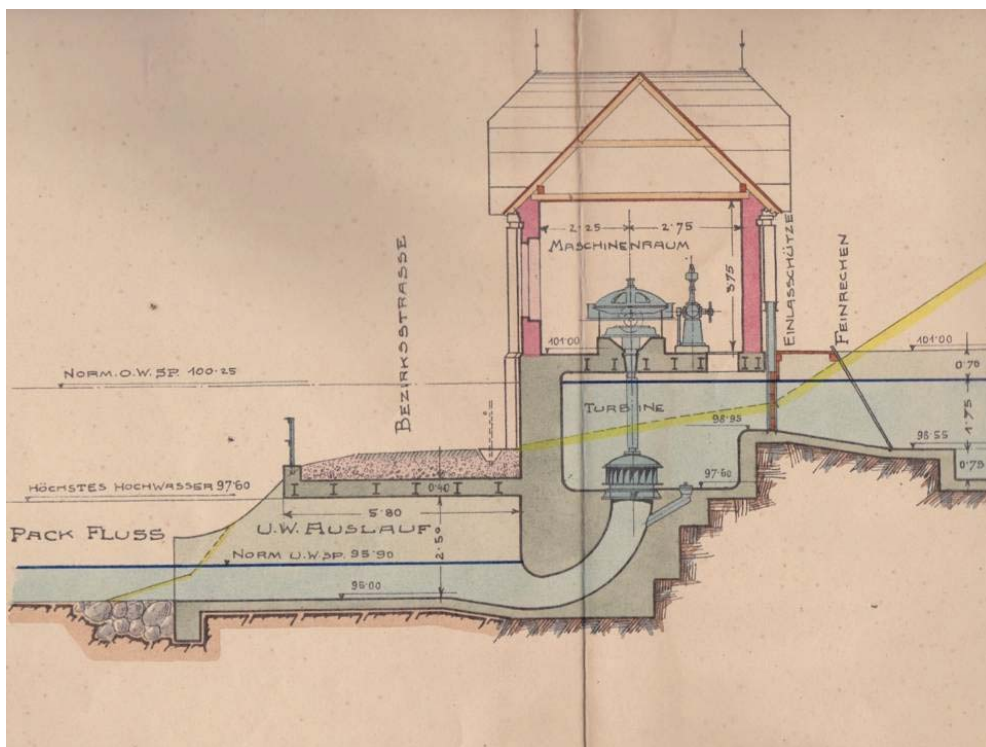 2·25
2·75
MASCHINENRAUM
3·75
EINLASSCHÜTZE
FEINRECHEN
BEZIRKSSTRASSE
101·00
101·00
0·70
NORM. O.W. SP. 100·25
TURBINE
1·75
98·95
98·55
0·75
97·60
HÖCHSTES HOCHWASSER 97·60
0·40
5·80
PACK FLUSS
U.W. AUSLAUF
2·50
NORM U.W.SP. 95·90
95·00